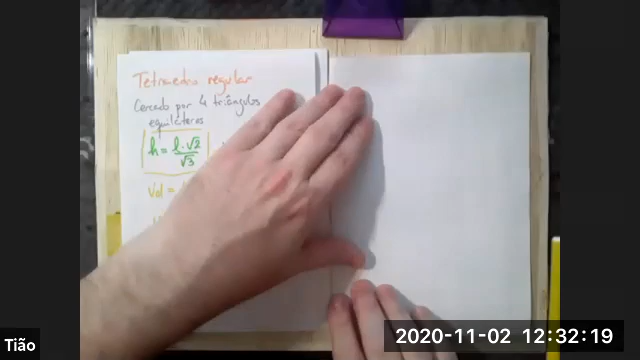 Tetraedro regular
Cercado por 4 triângulos
equiláteros
h = l·√2
√3
Vol =
Tião
2020-11-02 12:32:19